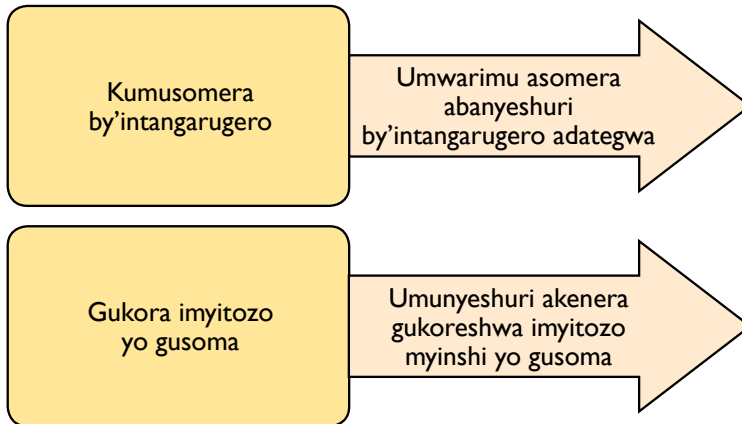 Kumusomera
by’intangarugero
Umwarimu asomera
abanyeshuri
by’intangarugero adategwa
Gukora imyitozo
yo gusoma
Umunyeshuri akenera
gukoreshwa imyitozo
myinshi yo gusoma